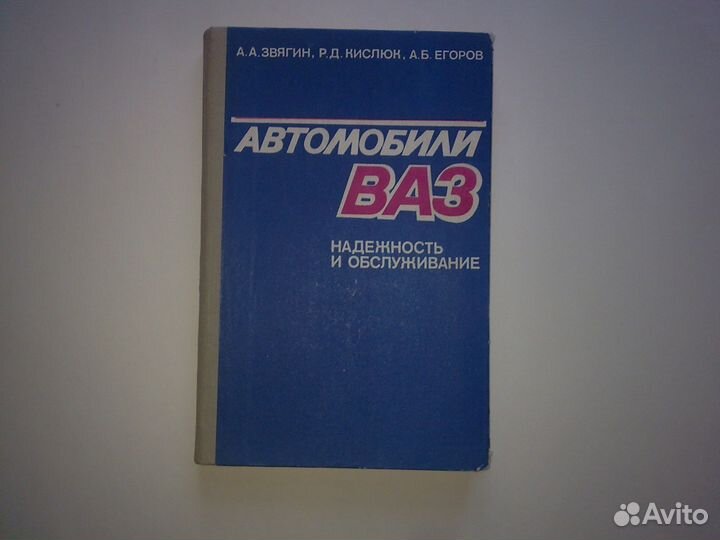 А.А.ЗВЯГИН, Р.Д.КИСЛЮК, А.Б.ЕГОРОВ
АВТОМОБИЛИ
ВАЗ
НАДЕЖНОСТЬ
И ОБСЛУЖИВАНИЕ
Avito